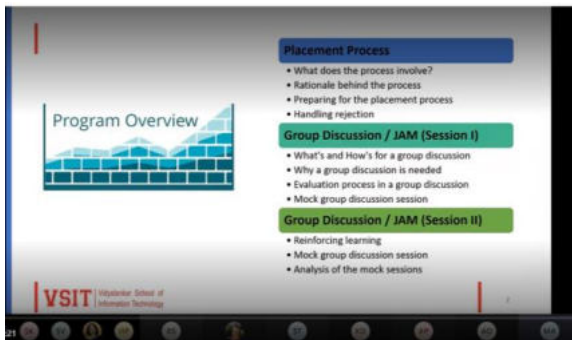 Program Overview
Placement Process
• What does the process involve?
• Rationale behind the process
• Preparing for the placement process
• Handling rejection
Group Discussion / JAM (Session I)
• What's and How's for a group discussion
• Why a group discussion is needed
• Evaluation process in a group discussion
• Mock group discussion session
Group Discussion / JAM (Session II)
• Reinforcing learning
• Mock group discussion session
• Analysis of the mock sessions
VSIT
Vidyalankar School of
Information Technology